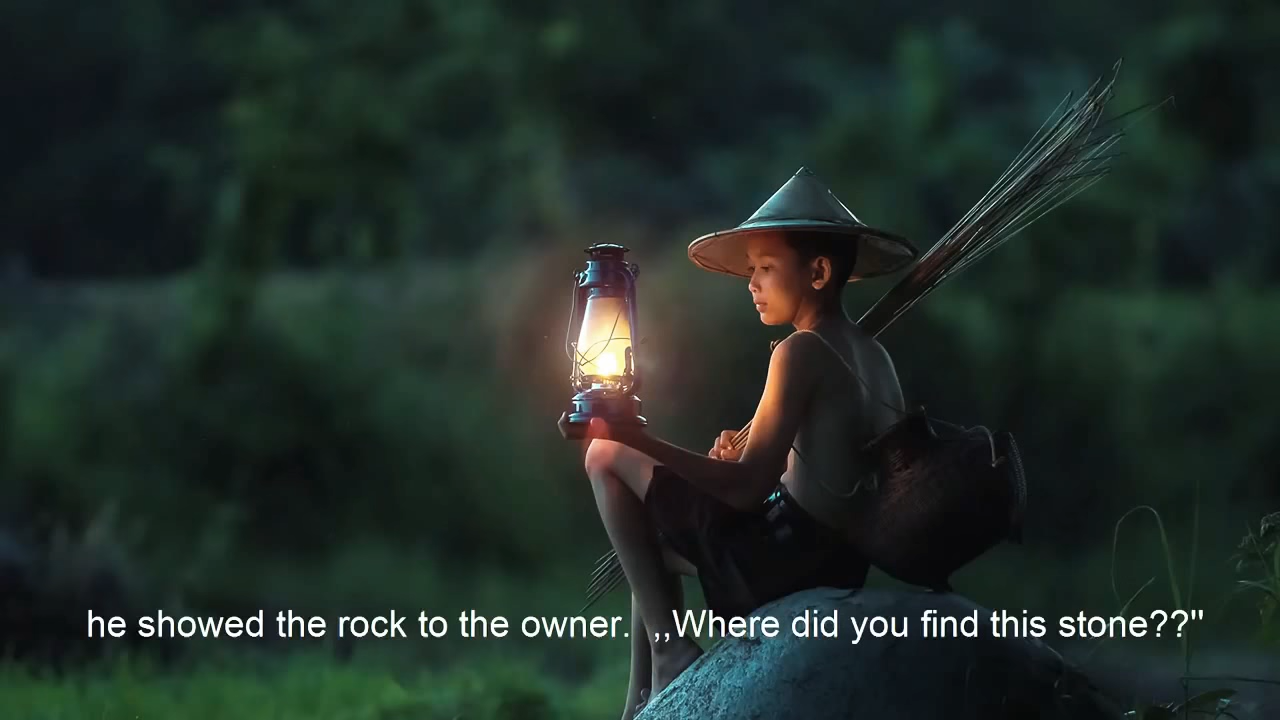 he showed the rock to the owner.  ,,Where did you find this stone??"